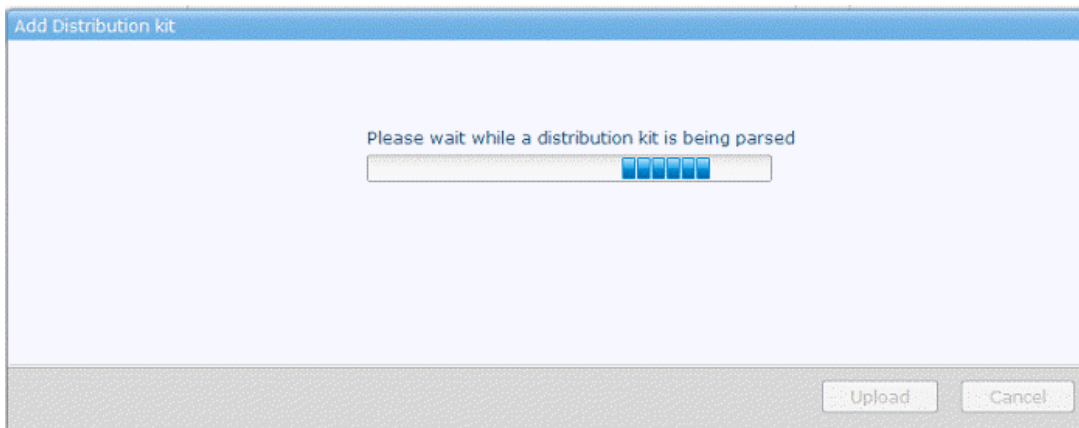 Add Distribution kit
Please wait while a distribution kit is being parsed
Upload
Cancel